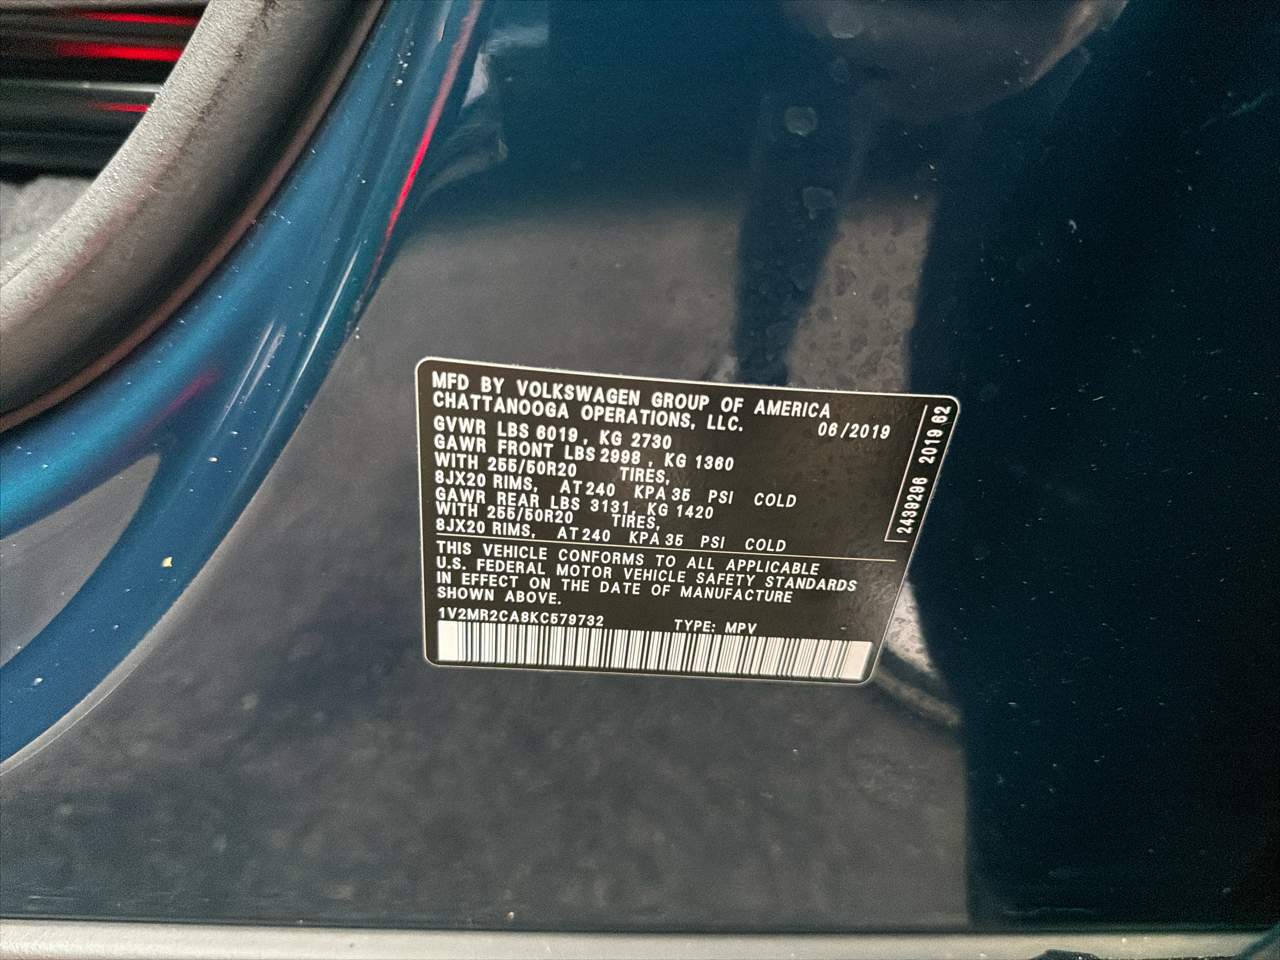 MFD BY VOLKSWAGEN GROUP OF AMERICA
CHATTANOOGA OPERATIONS, LLC. 06/2019
GVWR LBS 6019, KG 2730
GAWR FRONT LBS 2998, KG 1360
WITH 255/50R20 TIRES,
8JX20 RIMS, AT 240 KPA 35 PSI COLD
GAWR REAR LBS 3131, KG 1420
WITH 255/50R20 TIRES,
8JX20 RIMS, AT 240 KPA 35 PSI COLD
THIS VEHICLE CONFORMS TO ALL APPLICABLE
U.S. FEDERAL MOTOR VEHICLE SAFETY STANDARDS
IN EFFECT ON THE DATE OF MANUFACTURE
SHOWN ABOVE.
1V2MR2CA8KC579732 TYPE: MPV
2439296 2019 62